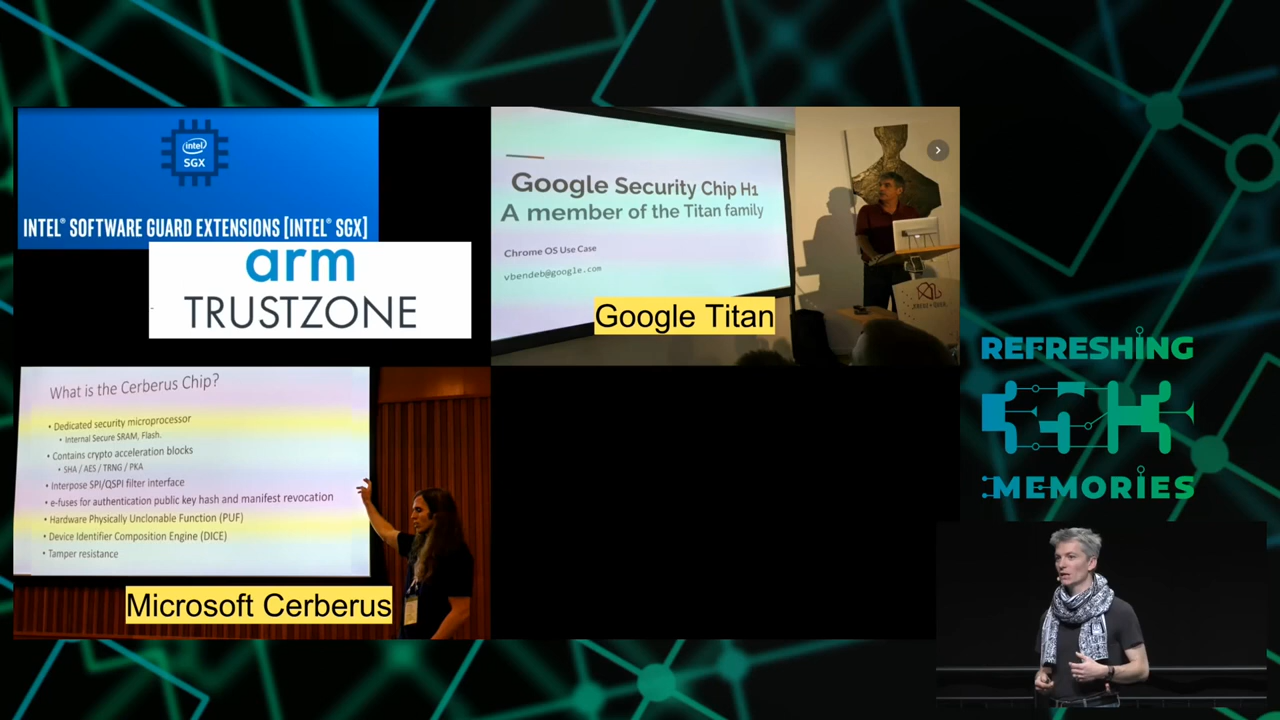 intel
SGX
INTEL® SOFTWARE GUARD EXTENSIONS [INTEL® SGX]
arm
TRUSTZONE
Google Security Chip H1
A member of the Titan family
Chrome OS Use Case
vbendeb@google.com
Google Titan
What is the Cerberus Chip?
• Dedicated security microprocessor
• Internal Secure SRAM, Flash.
• Contains crypto acceleration blocks
• SHA / AES / TRNG / PKA
• Interpose SPI/QSPI filter interface
• e-fuses for authentication public key hash and manifest revocation
• Hardware Physically Unclonable Function (PUF)
• Device Identifier Composition Engine (DICE)
• Tamper resistance
Microsoft Cerberus
REFRESHING
MEMORIES